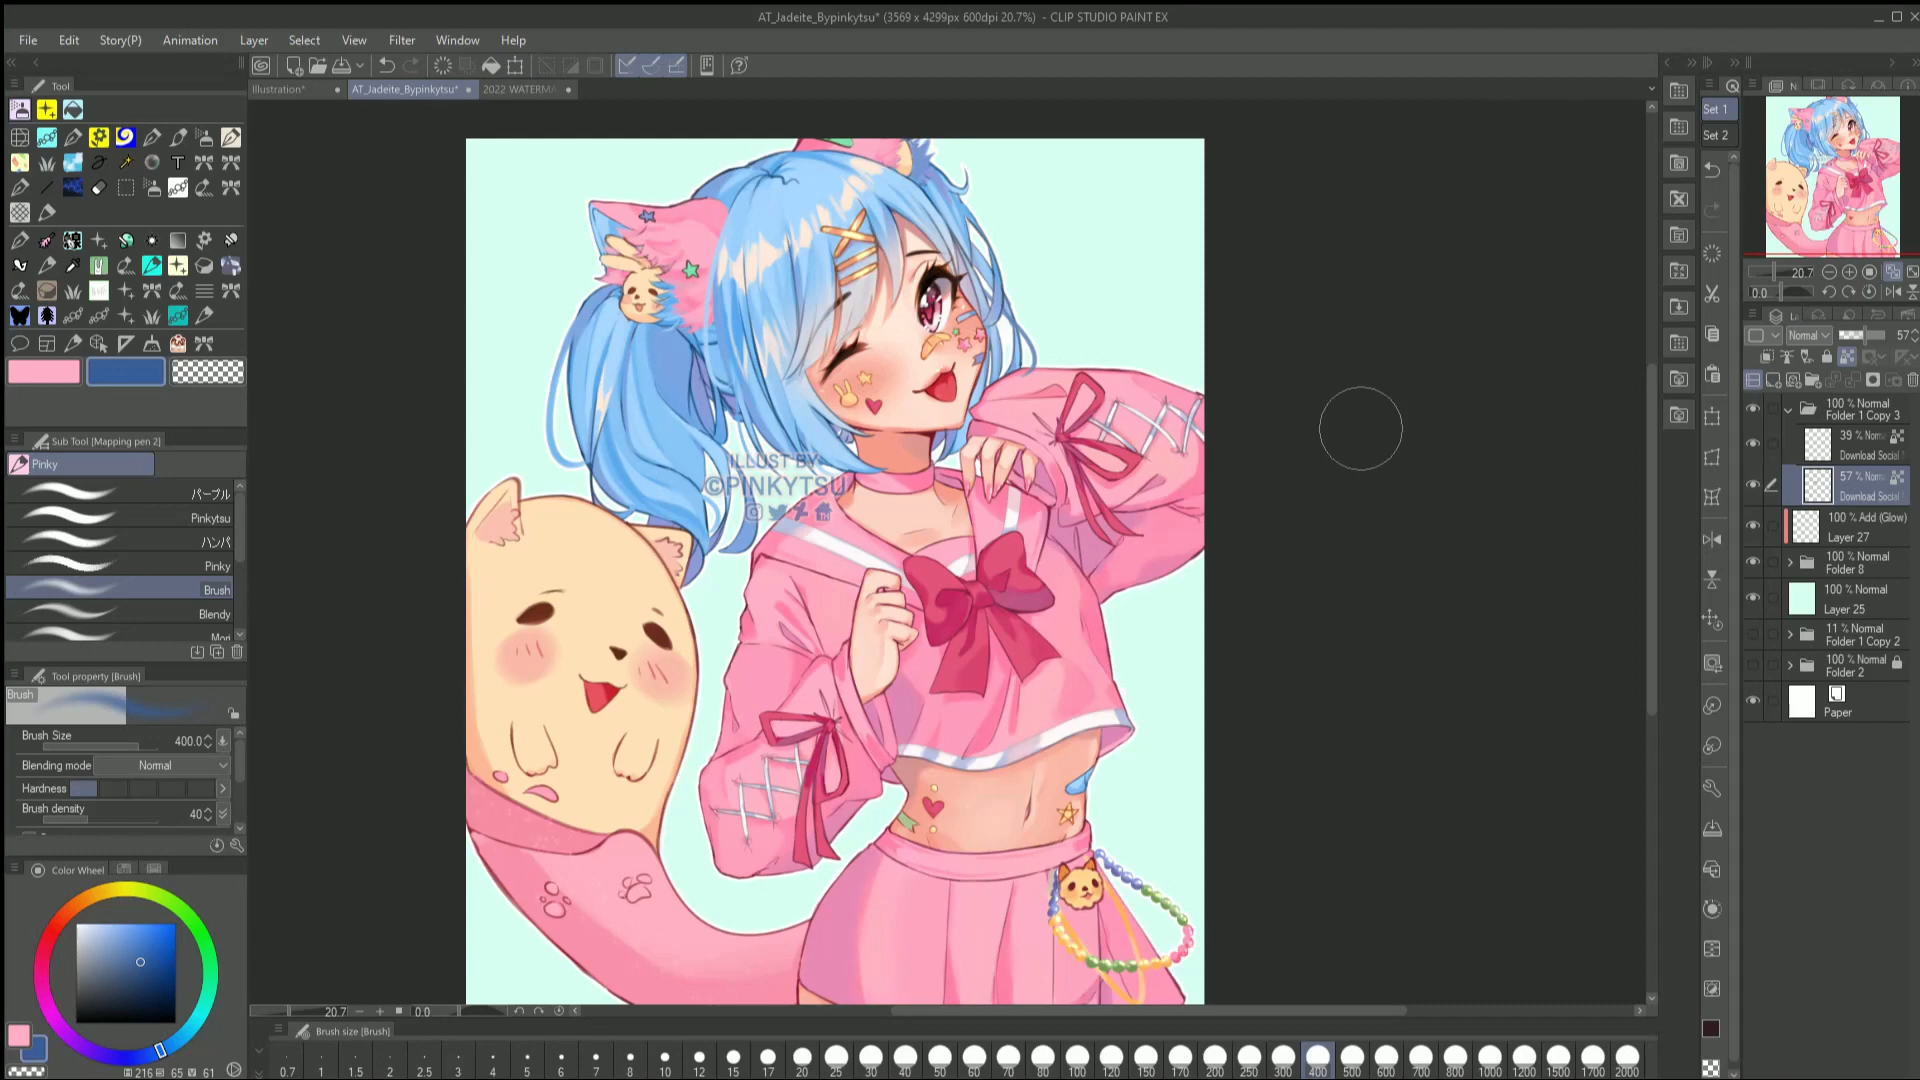 AT_Jadeite_Bypinkytsu* (3569 x 4299px 600dpi 20.7%) - CLIP STUDIO PAINT EX
File Edit Story(P) Animation Layer Select View Filter Window Help
Tool
Illustration* AT_Jadeite_Bypinkytsu* 2022 WATERMA
Set 1
Set 2
20.7
0.0
Normal 57
100 % Normal
Folder 1 Copy 3
39 % Norma
Download Social
57 % Norma
Download Social
100 % Add (Glow)
Layer 27
100 % Normal
Folder 8
100 % Normal
Layer 25
11 % Normal
Folder 1 Copy 2
100 % Normal
Folder 2
Paper
ILLUST BY
©PINKYTSU
Sub Tool [Mapping pen 2]
Pinky
パープル
Pinkytsu
ハンパ
Pinky
Brush
Blendy
Mori
Tool property [Brush]
Brush
Brush Size 400.0
Blending mode Normal
Hardness
Brush density 40
Color Wheel
216 S 65 V 61
20.7 0.0
Brush size [Brush]
0.7 1 1.5 2 2.5 3 4 5 6 7 8 10 12 15 17 20 25 30 40 50 60 70 80 100 120 150 170 200 250 300 400 500 600 700 800 1000 1200 1500 1700 2000